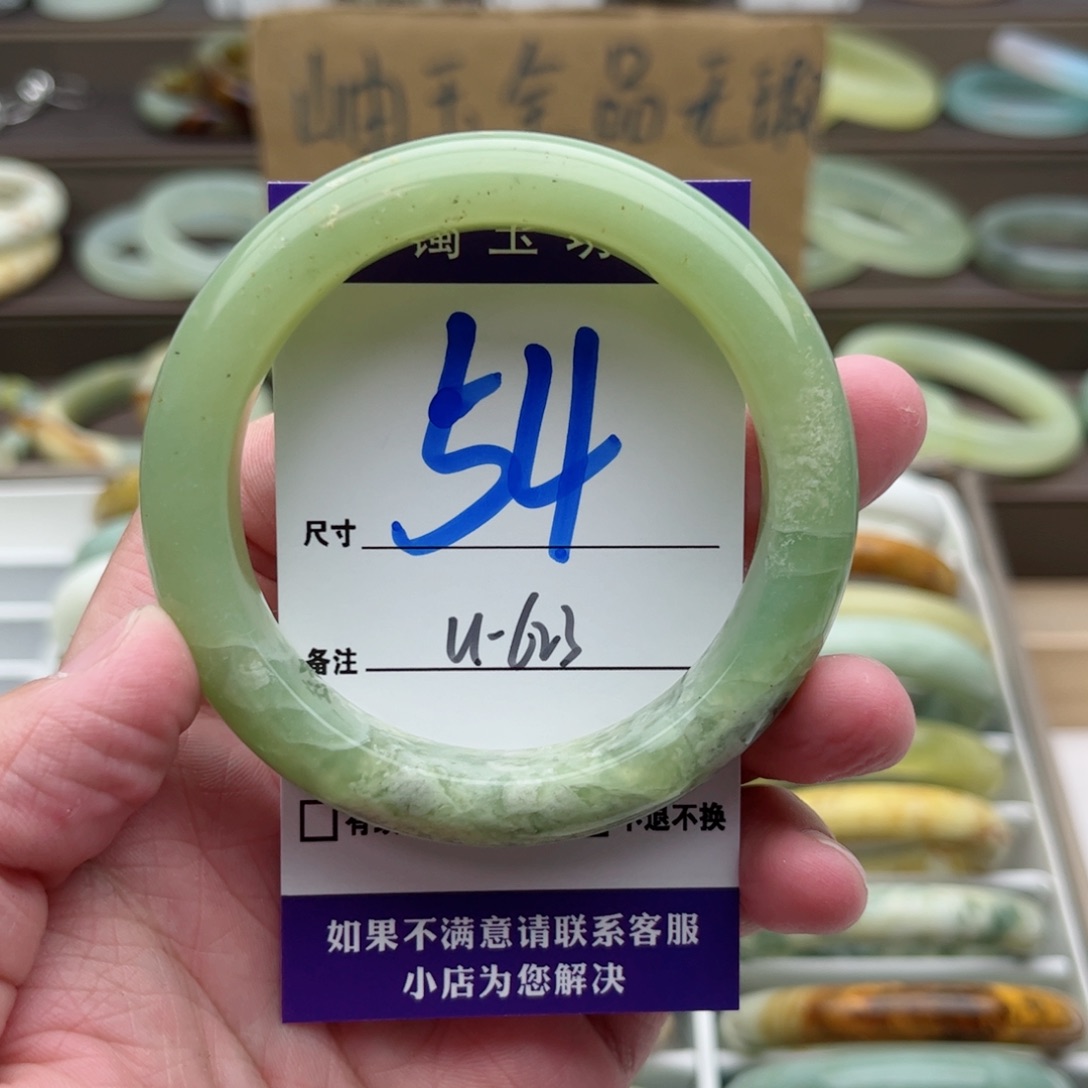 岫玉全品无
玉
尺寸 54
备注 U-623
不退不换
如果不满意请联系客服
小店为您解决